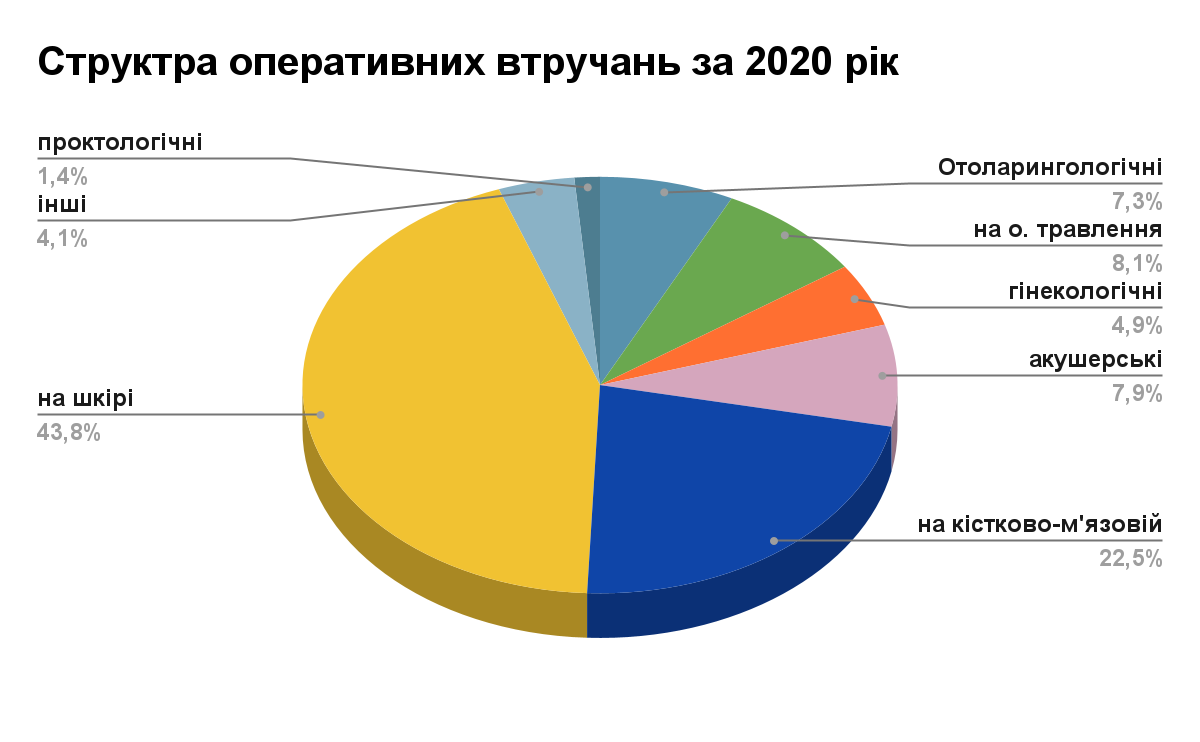 Структра оперативних втручань за 2020 рік
проктологічні
1,4%
інші
4,1%
на шкірі
43,8%
Отоларингологічні
7,3%
на о. травлення
8,1%
гінекологічні
4,9%
акушерські
7,9%
на кістково-м'язовій
22,5%